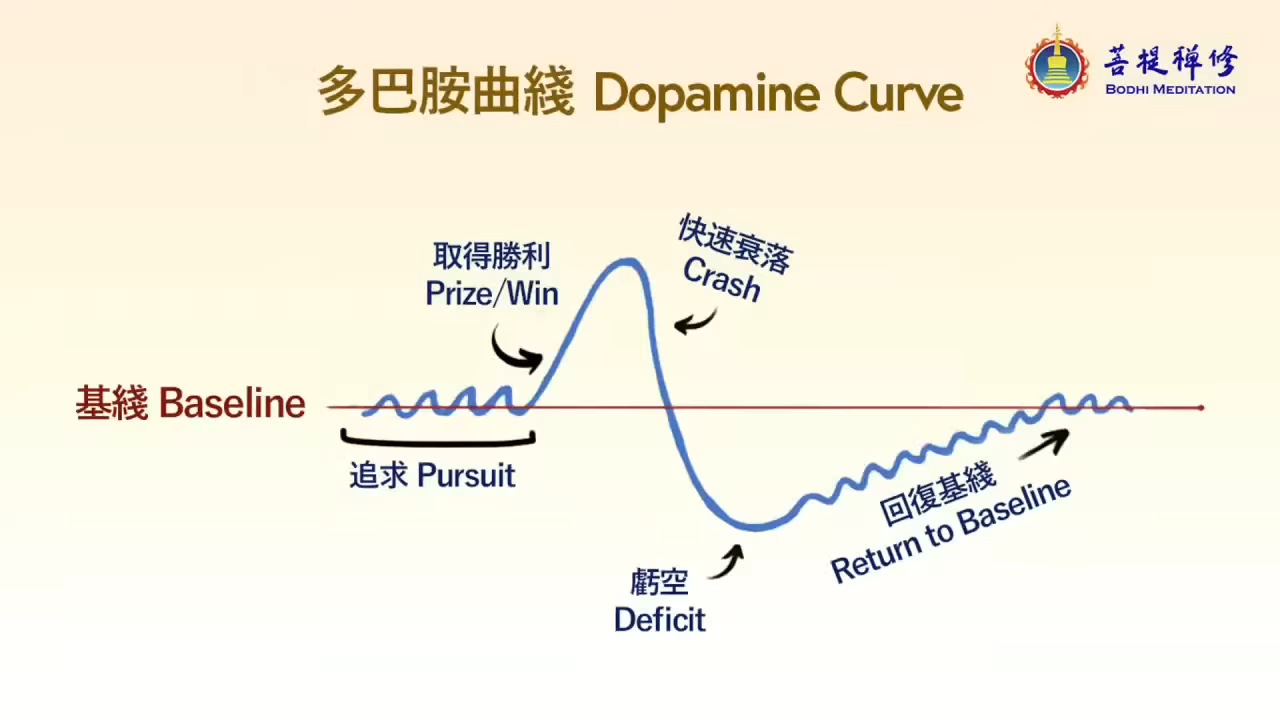 多巴胺曲綫 Dopamine Curve
菩提禪修
BODHI MEDITATION
取得勝利
Prize/Win
快速衰落
Crash
基綫 Baseline
追求 Pursuit
回復基綫
Return to Baseline
虧空
Deficit